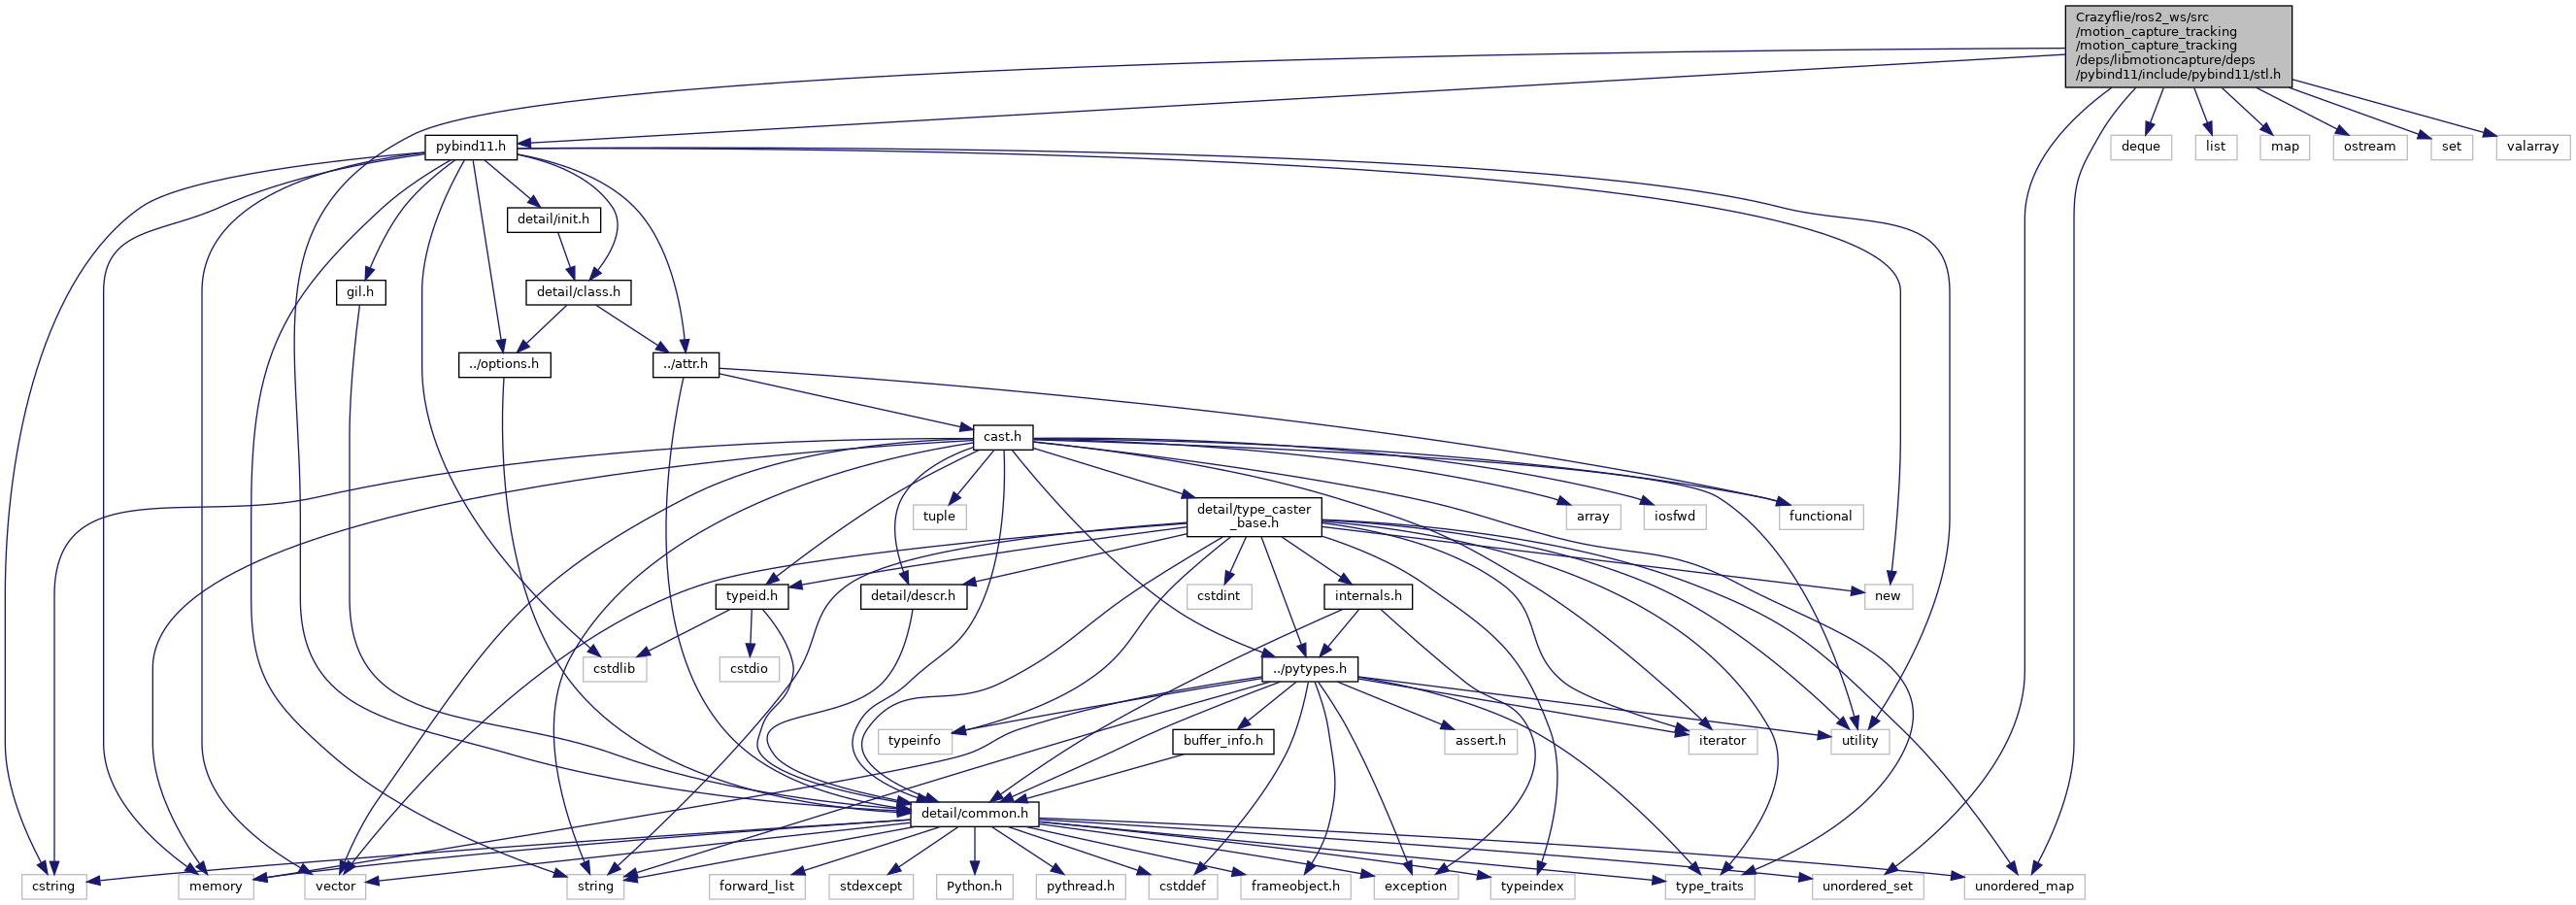 Crazyflie/ros2_ws/src
/motion_capture_tracking
/motion_capture_tracking
/deps/libmotioncapture/deps
/pybind11/include/pybind11/stl.h
pybind11.h
deque
list
map
ostream
set
valarray
detail/init.h
gil.h
detail/class.h
../options.h
../attr.h
cast.h
tuple
detail/type_caster
_base.h
array
iosfwd
functional
typeid.h
detail/descr.h
cstdint
internals.h
new
cstdlib
cstdio
../pytypes.h
typeinfo
buffer_info.h
assert.h
iterator
utility
detail/common.h
cstring
memory
vector
string
forward_list
stdexcept
Python.h
pythread.h
cstddef
frameobject.h
exception
typeindex
type_traits
unordered_set
unordered_map